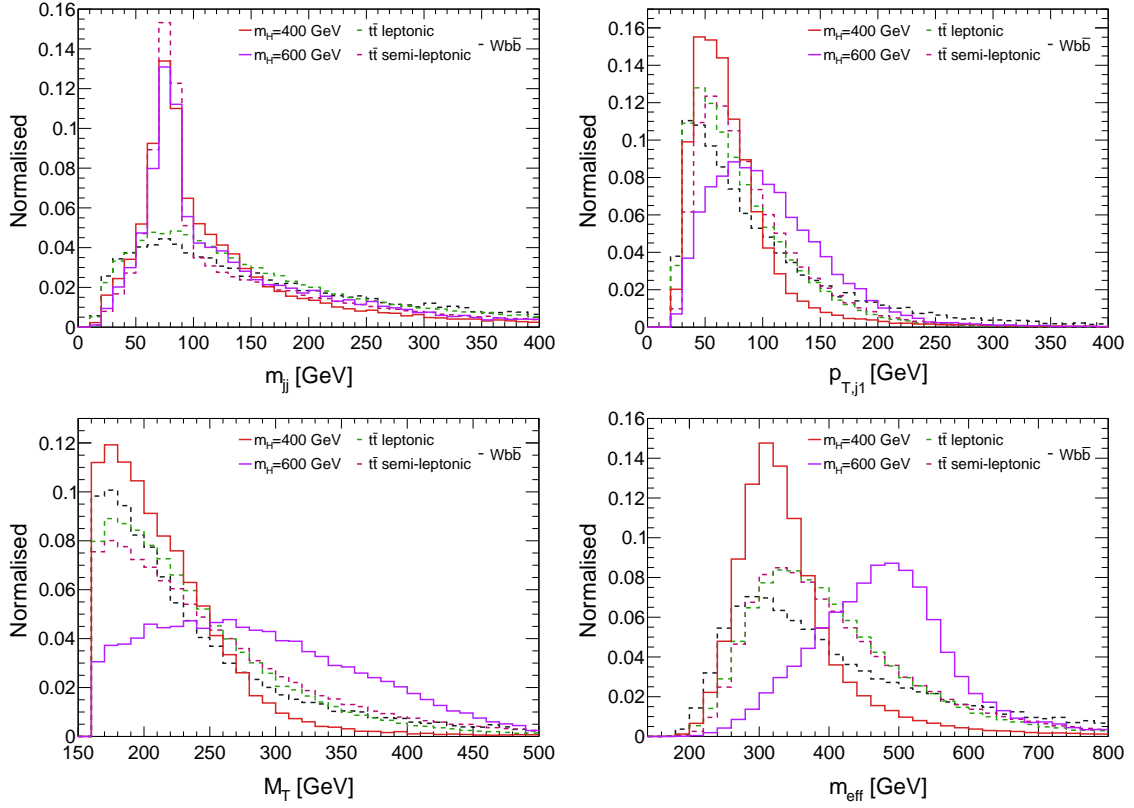 0.16
0.14
0.12
0.1
0.08
0.06
0.04
0.02
0
Normalised
m_H=400 GeV
m_H=600 GeV
tt̄ leptonic
tt̄ semi-leptonic
Wbb̄
0 50 100 150 200 250 300 350 400
m_jj [GeV]
0.16
0.14
0.12
0.1
0.08
0.06
0.04
0.02
0
Normalised
m_H=400 GeV
m_H=600 GeV
tt̄ leptonic
tt̄ semi-leptonic
Wbb̄
0 50 100 150 200 250 300 350 400
p_T,j1 [GeV]
0.12
0.1
0.08
0.06
0.04
0.02
0
Normalised
m_H=400 GeV
m_H=600 GeV
tt̄ leptonic
tt̄ semi-leptonic
Wbb̄
150 200 250 300 350 400 450 500
M_T [GeV]
0.16
0.14
0.12
0.1
0.08
0.06
0.04
0.02
0
Normalised
m_H=400 GeV
m_H=600 GeV
tt̄ leptonic
tt̄ semi-leptonic
Wbb̄
200 300 400 500 600 700 800
m_eff [GeV]